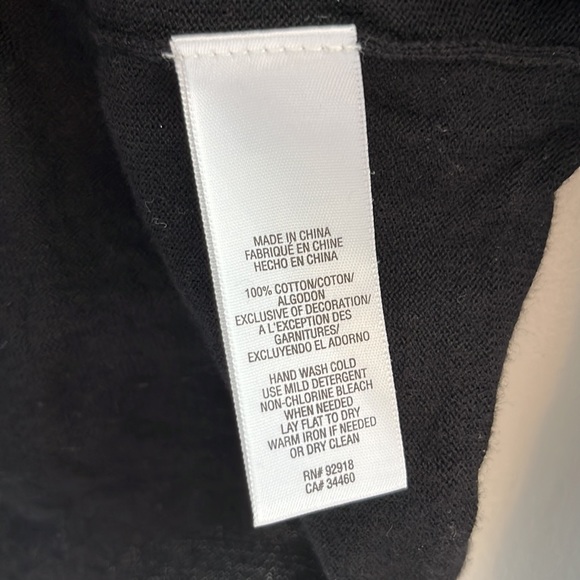 MADE IN CHINA
FABRIQUÉ EN CHINE
HECHO EN CHINA
100% COTTON/COTON/
ALGODON
EXCLUSIVE OF DECORATION/
A L'EXCEPTION DES
GARNITURES/
EXCLUYENDO EL ADORNO
HAND WASH COLD
USE MILD DETERGENT
NON-CHLORINE BLEACH
WHEN NEEDED
LAY FLAT TO DRY
WARM IRON IF NEEDED
OR DRY CLEAN
RN# 92918
CA# 34460